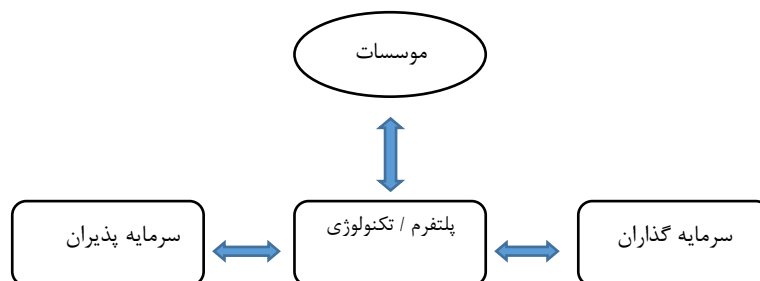 موسسات
سرمایه گذاران
پلتفرم / تکنولوژی
سرمایه پذیران